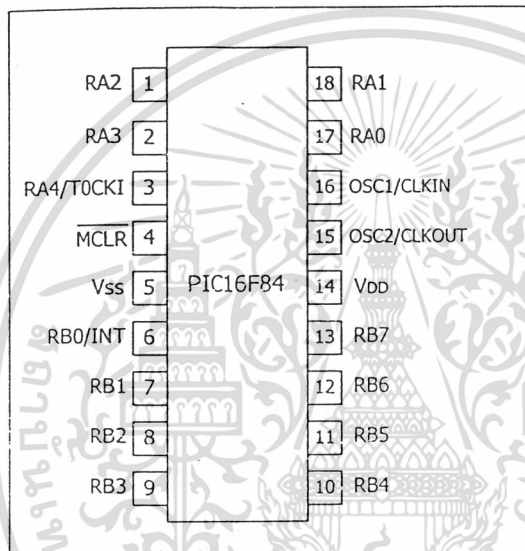 RA2 1 18 RA1
RA3 2 17 RA0
RA4/T0CKI 3 16 OSC1/CLKIN
MCLR 4 15 OSC2/CLKOUT
Vss 5 PIC16F84 14 VDD
RB0/INT 6 13 RB7
RB1 7 12 RB6
RB2 8 11 RB5
RB3 9 10 RB4